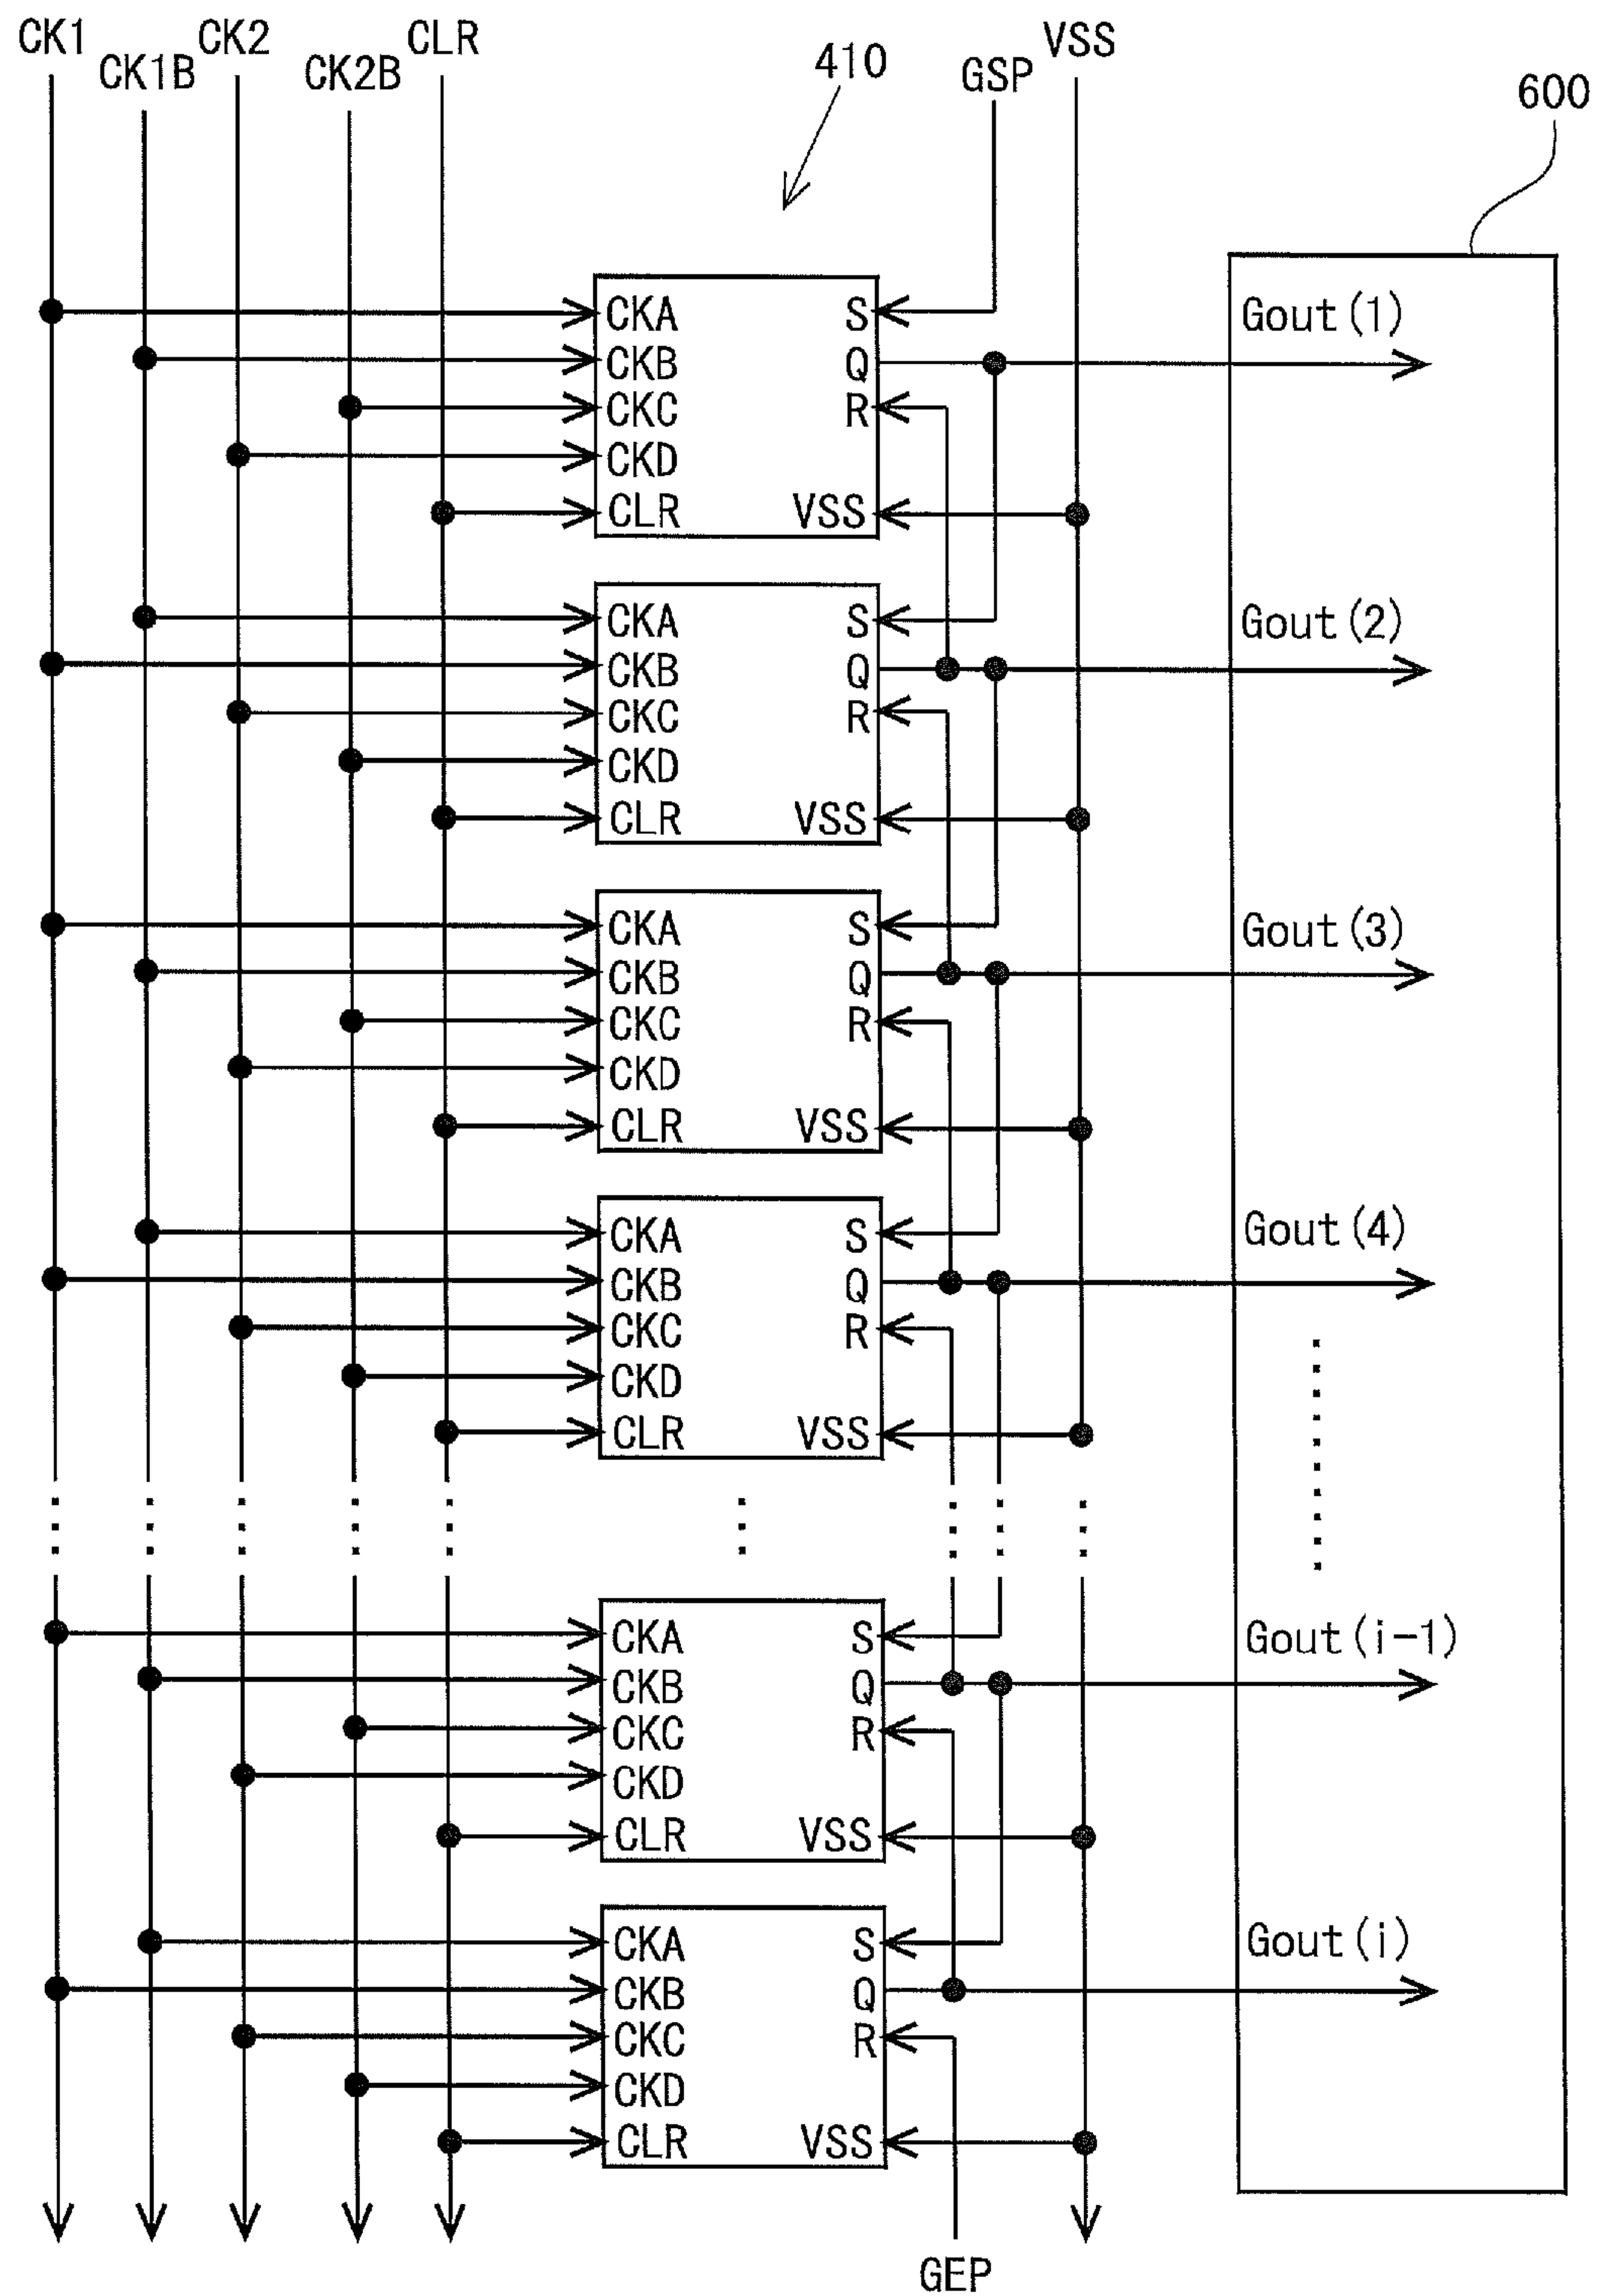 CK1
CK1B
CK2
CK2B
CLR
410
GSP
VSS
600
CKA S
CKB Q
CKC R
CKD
CLR VSS
Gout(1)
CKA S
CKB Q
CKC R
CKD
CLR VSS
Gout(2)
CKA S
CKB Q
CKC R
CKD
CLR VSS
Gout(3)
CKA S
CKB Q
CKC R
CKD
CLR VSS
Gout(4)
CKA S
CKB Q
CKC R
CKD
CLR VSS
Gout(i-1)
CKA S
CKB Q
CKC R
CKD
CLR VSS
Gout(i)
GEP